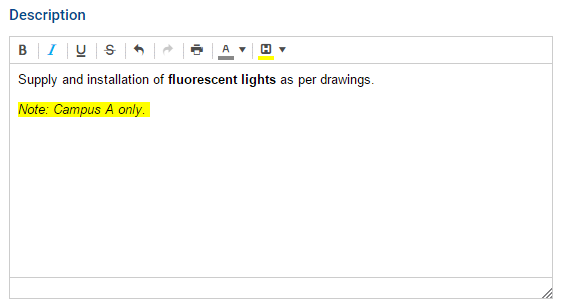 Description
B I U S A H
Supply and installation of fluorescent lights as per drawings.
Note: Campus A only.